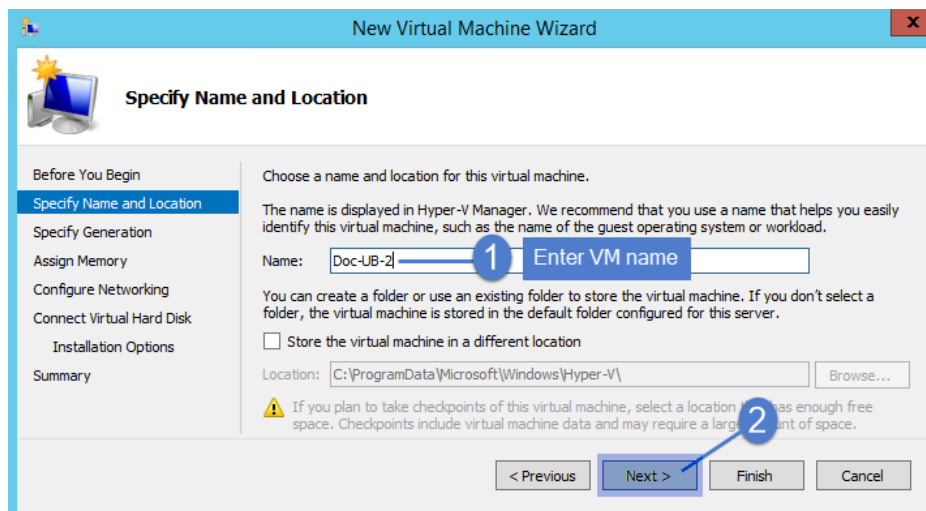 New Virtual Machine Wizard
x
Specify Name and Location
Before You Begin
Specify Name and Location
Specify Generation
Assign Memory
Configure Networking
Connect Virtual Hard Disk
Installation Options
Summary
Choose a name and location for this virtual machine.
The name is displayed in Hyper-V Manager. We recommend that you use a name that helps you easily
identify this virtual machine, such as the name of the guest operating system or workload.
Name: Doc-UB-2 1 Enter VM name
You can create a folder or use an existing folder to store the virtual machine. If you don't select a
folder, the virtual machine is stored in the default folder configured for this server.
Store the virtual machine in a different location
Location: C:\ProgramData\Microsoft\Windows\Hyper-V\ Browse...
If you plan to take checkpoints of this virtual machine, select a location has enough free
space. Checkpoints include virtual machine data and may require a large of space.
2
< Previous Next > Finish Cancel